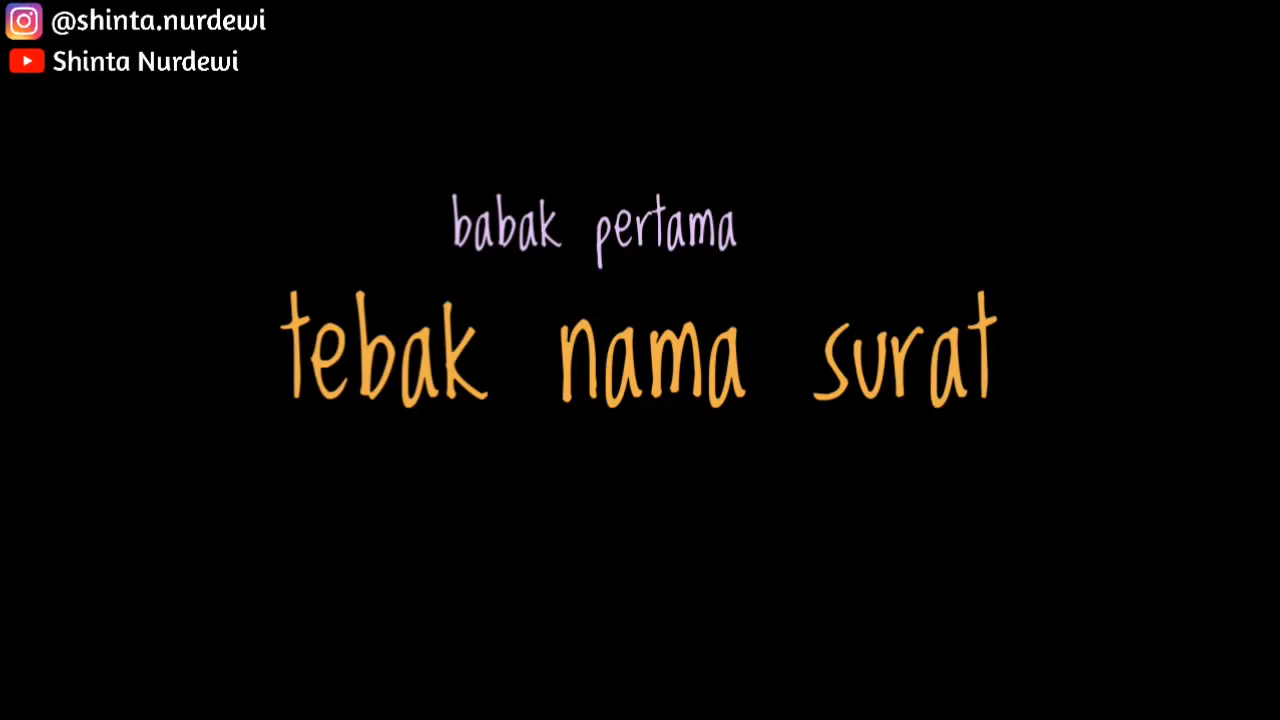 @shinta.nurdewi
Shinta Nurdewi
babak pertama
tebak nama surat